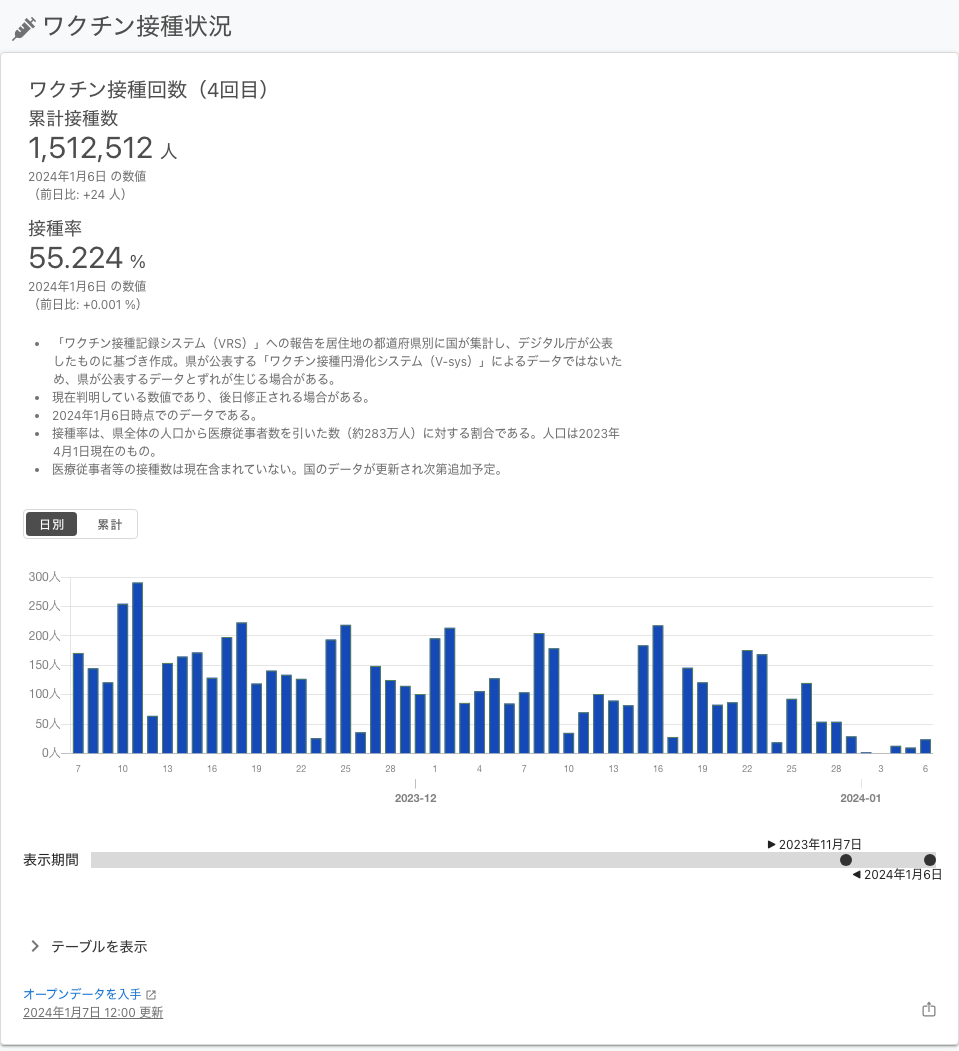 ワクチン接種状況
ワクチン接種回数（4回目）
累計接種数
1,512,512 人
2024年1月6日 の数値
（前日比: +24 人）
接種率
55.224 %
2024年1月6日 の数値
（前日比: +0.001 %）
• 「ワクチン接種記録システム（VRS）」への報告を居住地の都道府県別に国が集計し、デジタル庁が公表
したものに基づき作成。県が公表する「ワクチン接種円滑化システム（V-sys）」によるデータではないた
め、県が公表するデータとずれが生じる場合がある。
• 現在判明している数値であり、後日修正される場合がある。
• 2024年1月6日時点でのデータである。
• 接種率は、県全体の人口から医療従事者数を引いた数（約283万人）に対する割合である。人口は2023年
4月1日現在のもの。
• 医療従事者等の接種数は現在含まれていない。国のデータが更新され次第追加予定。
日別 累計
300人
250人
200人
150人
100人
50人
0人
7 10 13 16 19 22 25 28 1 4 7 10 13 16 19 22 25 28 3 6
2023-12 2024-01
▶ 2023年11月7日
表示期間
◀ 2024年1月6日
テーブルを表示
オープンデータを入手
2024年1月7日 12:00 更新